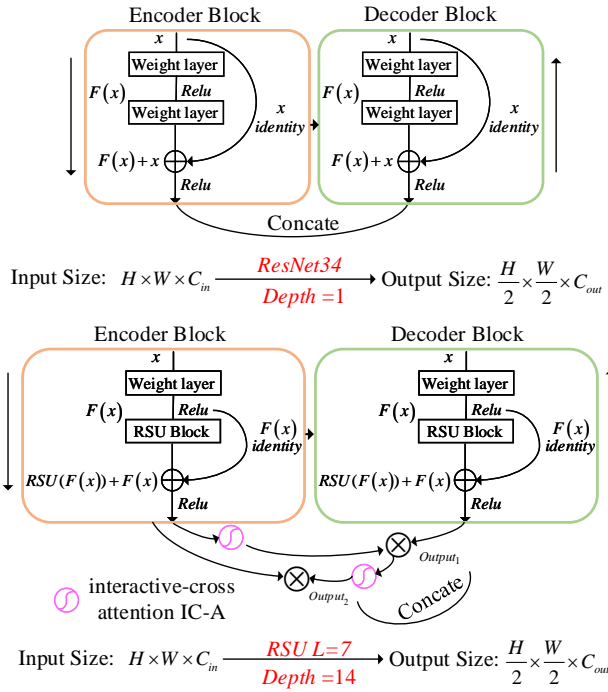 Encoder Block Decoder Block
x x
Weight layer Weight layer
F(x) Relu F(x) Relu
Weight layer Weight layer
x x
identity identity
F(x)+x F(x)+x
Relu Relu
Concate
Input Size: H×W×C_in ResNet34 Depth =1 Output Size: H/2 × W/2 × C_out
Encoder Block Decoder Block
x x
Weight layer Weight layer
F(x) Relu F(x) Relu
RSU Block RSU Block
F(x) F(x)
identity identity
RSU(F(x))+F(x) RSU(F(x))+F(x)
Relu Relu
Output_1
Output_2
interactive-cross
attention IC-A
Concate
Input Size: H×W×C_in RSU L=7 Depth =14 Output Size: H/2 × W/2 × C_out